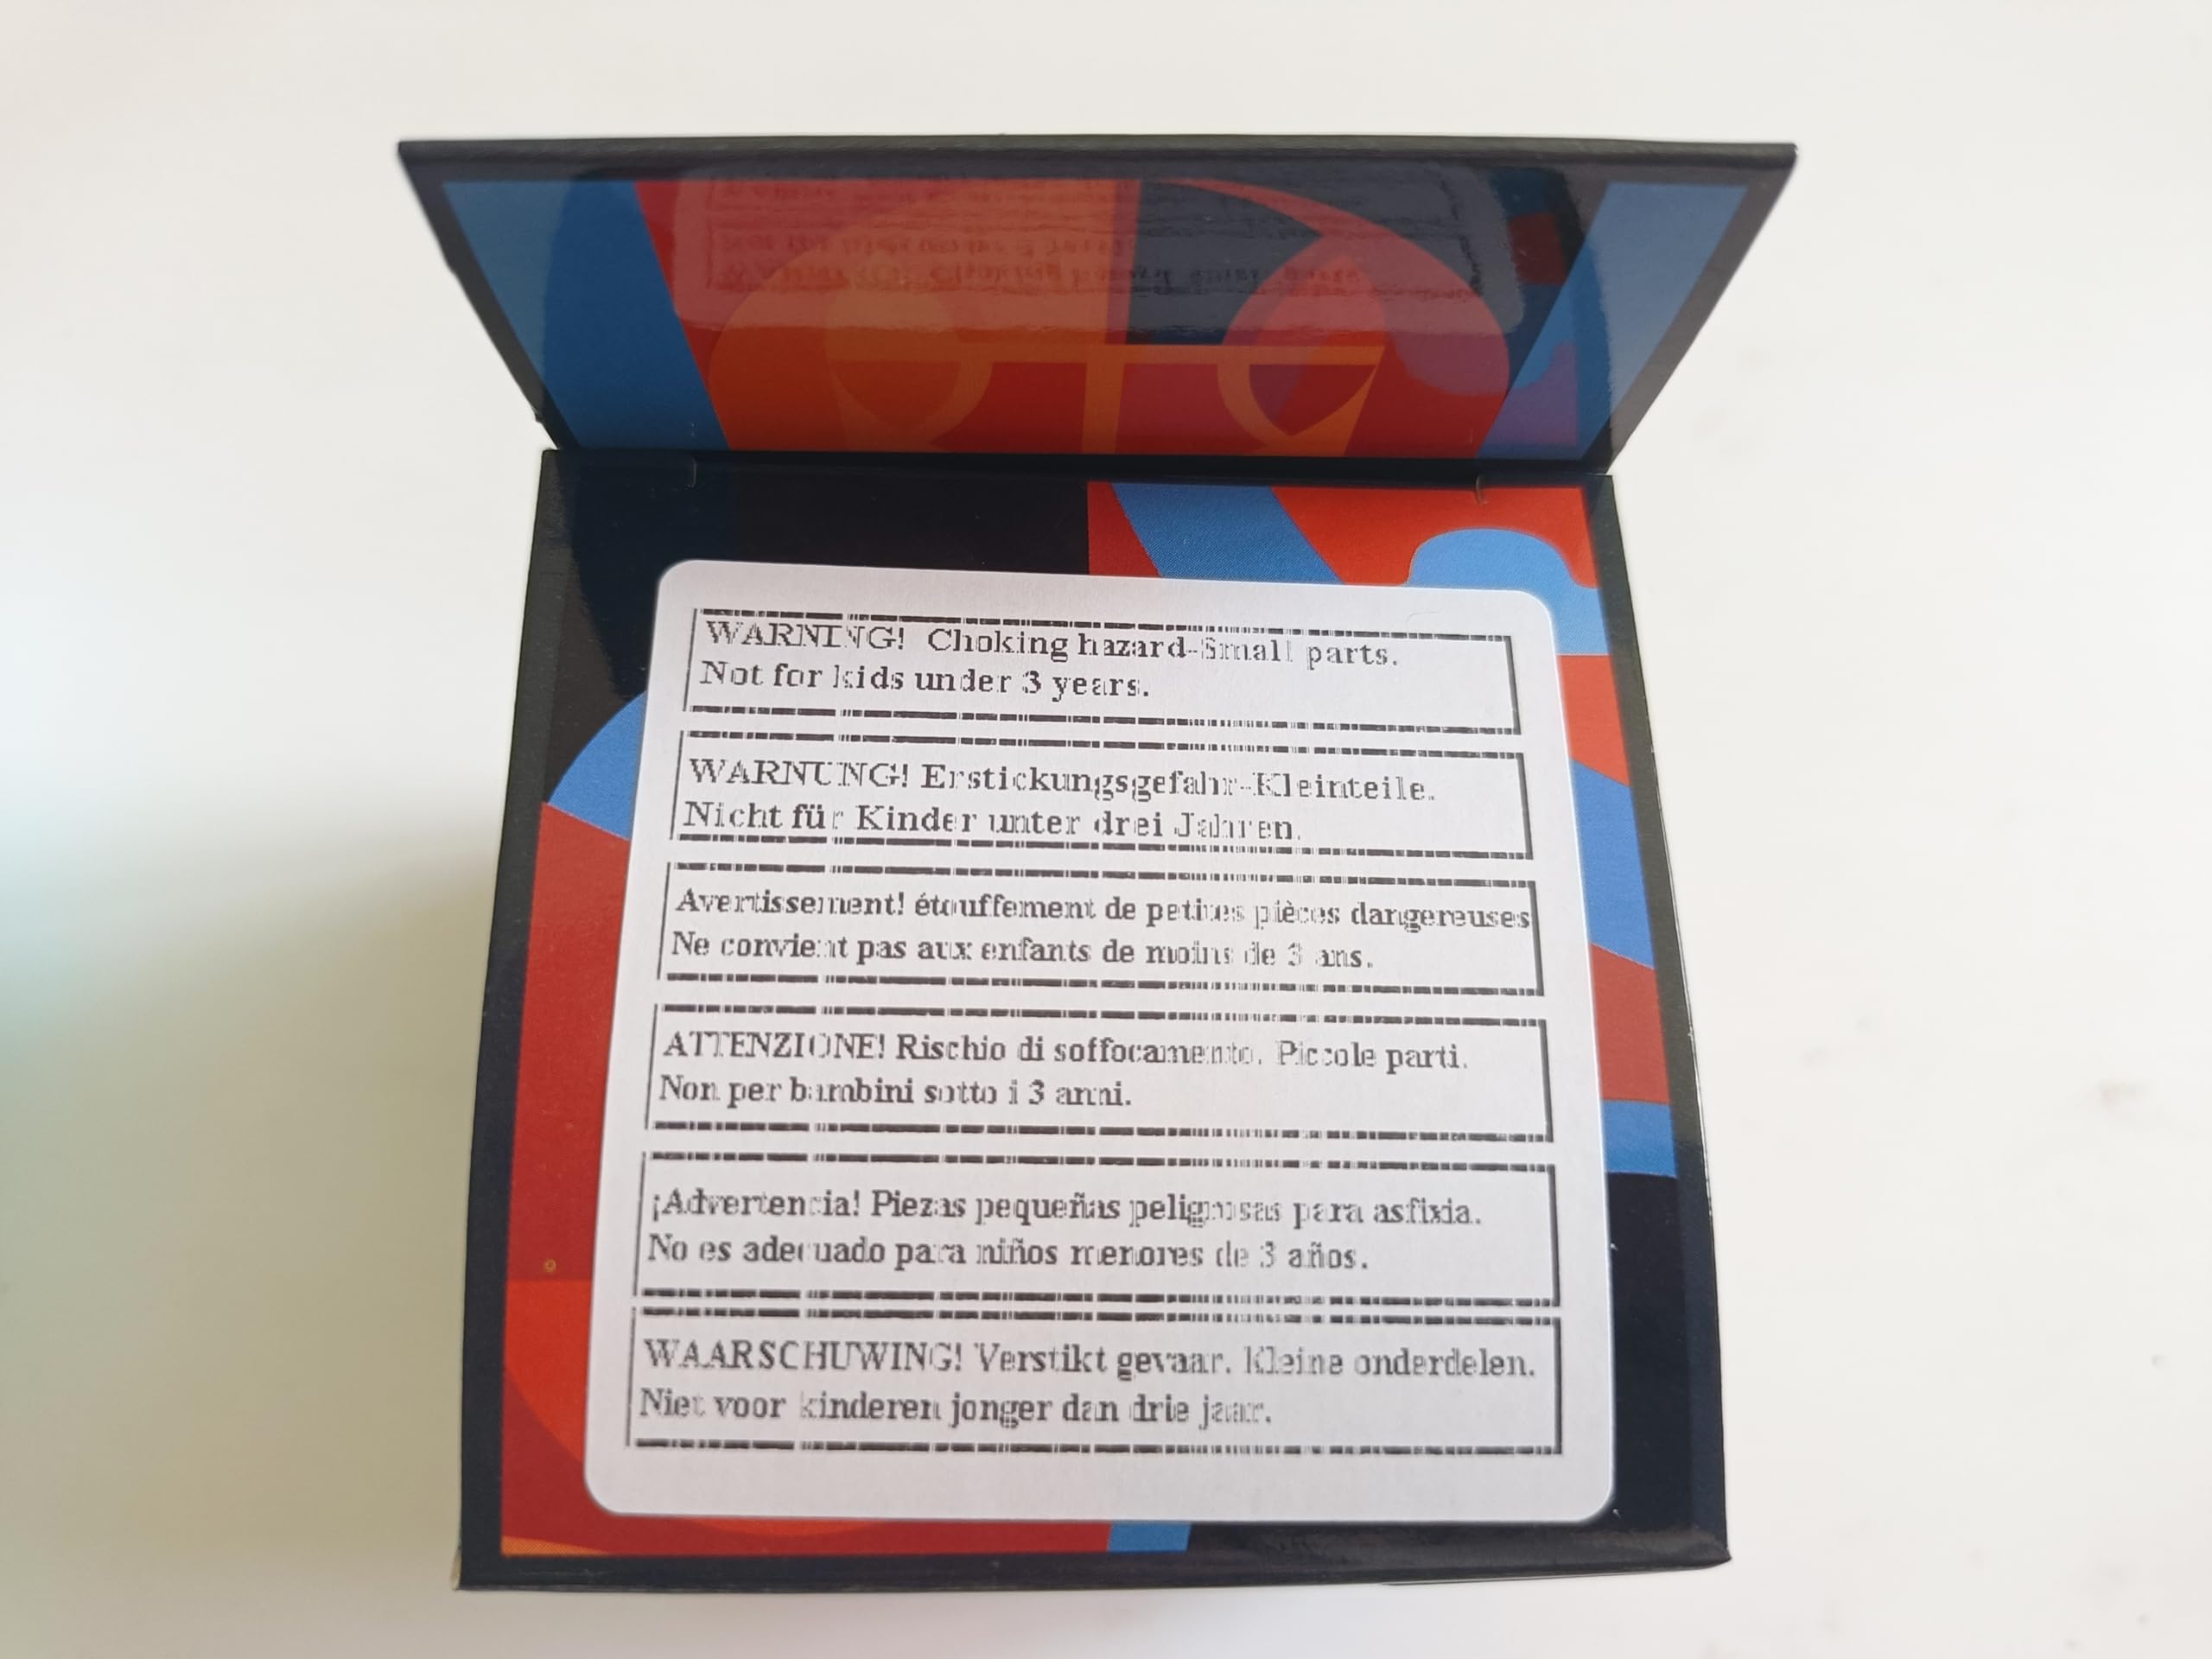 WARNING! Choking hazard-Small parts.
Not for kids under 3 years.
WARNUNG! Erstickungsgefahr-Kleinteile.
Nicht für Kinder unter drei Jahren.
Avertissement! étouffement de petites pièces dangereuses
Ne convient pas aux enfants de moins de 3 ans.
ATTENZIONE! Rischio di soffocamento. Piccole parti.
Non per bambini sotto i 3 anni.
¡Advertencia! Piezas pequeñas peligrosas para asfixia.
No es adecuado para niños menores de 3 años.
WAARSCHUWING! Verstikt gevaar. Kleine onderdelen.
Niet voor kinderen jonger dan drie jaar.